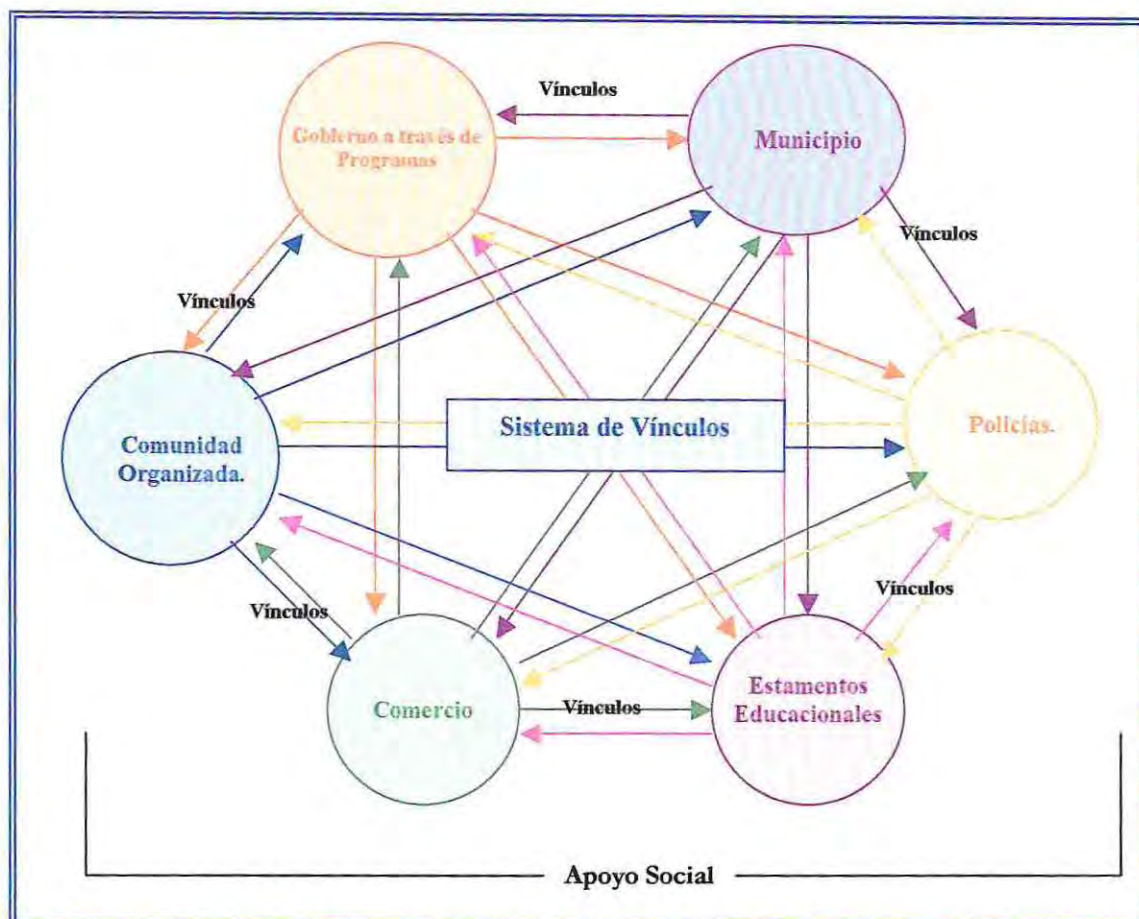 Vínculos
Gobierno a través de
Programas
Municipio
Vínculos
Vínculos
Sistema de Vínculos
Policías.
Comunidad
Organizada.
Vínculos
Vínculos
Comercio
Vínculos
Estamentos
Educacionales
Apoyo Social